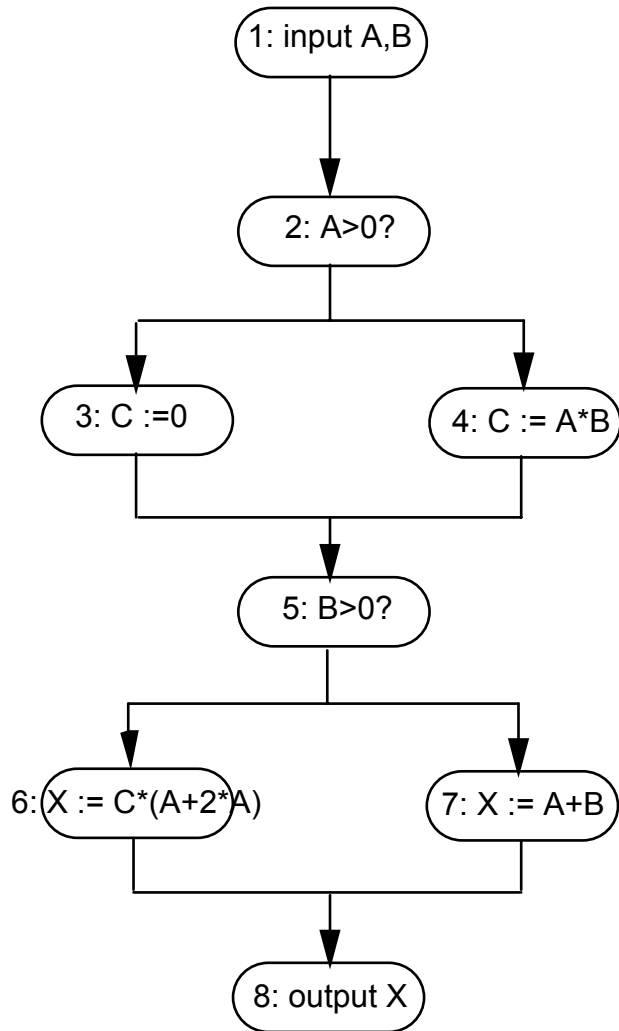 1: input A,B
2: A>0?
3: C :=0
4: C := A*B
5: B>0?
6: X := C*(A+2*A)
7: X := A+B
8: output X